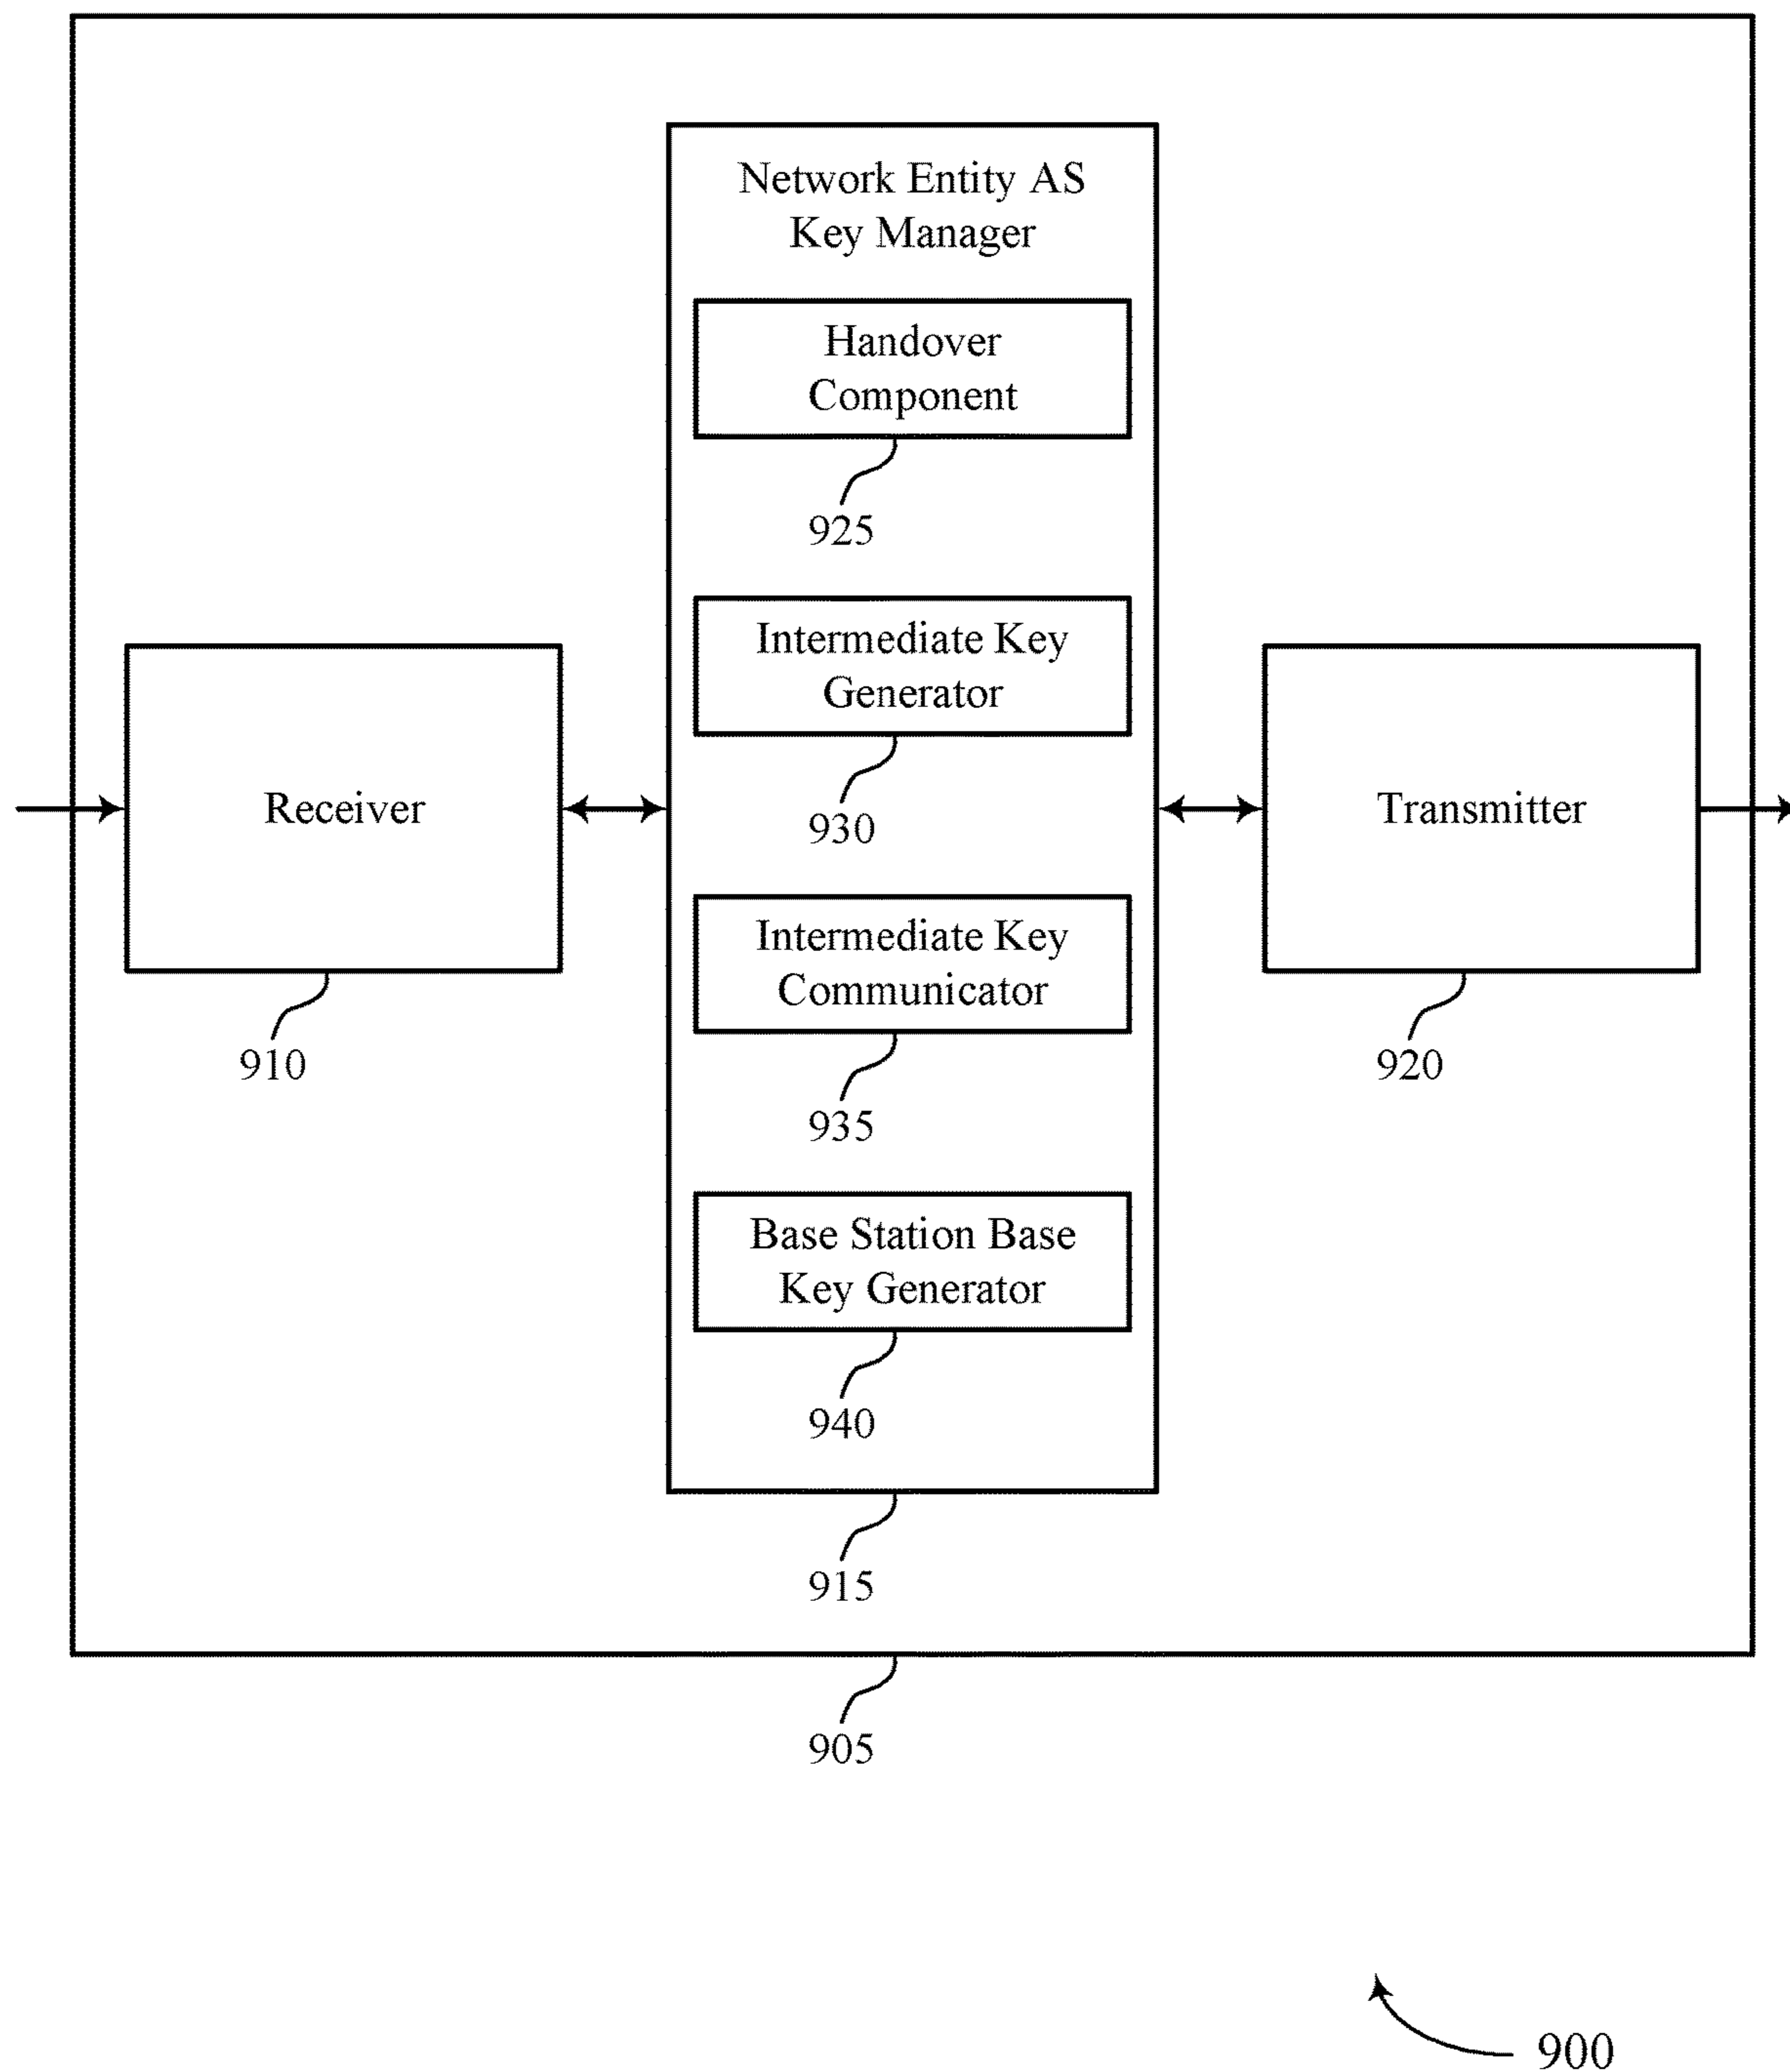 Network Entity AS
Key Manager
Handover
Component
925
Intermediate Key
Generator
930
Receiver
910
Transmitter
920
Intermediate Key
Communicator
935
Base Station Base
Key Generator
940
915
905
900